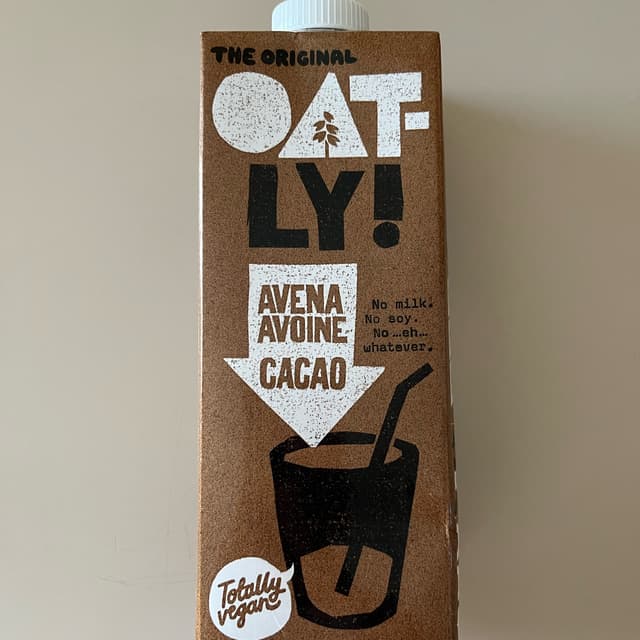 THE ORIGINAL
OAT-
LY!
AVENA
AVOINE
CACAO
No milk.
No soy.
No …eh…
whatever.
Totally
vegan